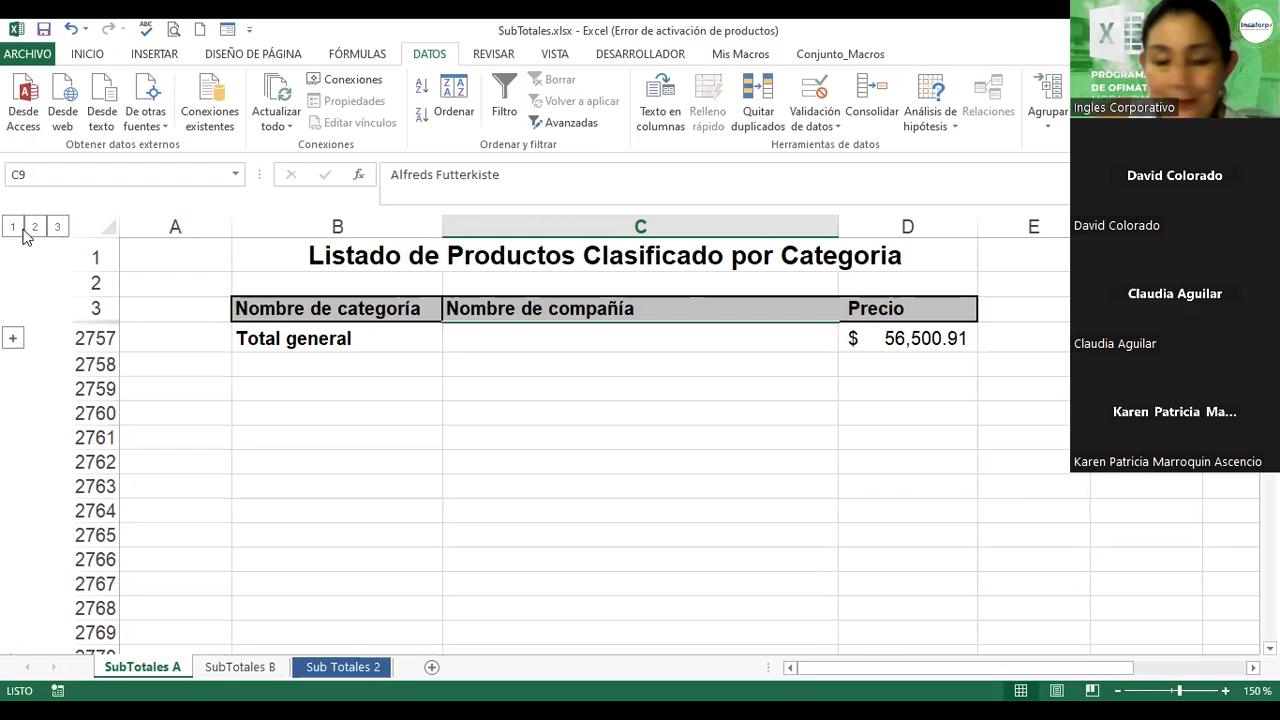 SubTotales.xlsx - Excel (Error de activación de productos)
ARCHIVO INICIO INSERTAR DISEÑO DE PÁGINA FÓRMULAS DATOS REVISAR VISTA DESARROLLADOR Mis Macros Conjunto_Macros
Desde Access
Desde web
Desde texto
De otras fuentes
Conexiones existentes
Actualizar todo
Conexiones
Propiedades
Editar vínculos
Ordenar
Filtro
Borrar
Volver a aplicar
Avanzadas
Texto en columnas
Relleno rápido
Quitar duplicados
Validación de datos
Consolidar
Análisis de hipótesis
Relaciones
Agrupar
Obtener datos externos
Conexiones
Ordenar y filtrar
Herramientas de datos
C9
fx
Alfreds Futterkiste
1 2 3
A B C D E
1 Listado de Productos Clasificado por Categoria
2
3 Nombre de categoría Nombre de compañía Precio
2757 Total general $ 56,500.91
2758
2759
2760
2761
2762
2763
2764
2765
2766
2767
2768
2769
SubTotales A SubTotales B Sub Totales 2
LISTO
150 %
Insaforp
PROGRAMA
DE OFIMAT
Ingles Corporativo
David Colorado
David Colorado
Claudia Aguilar
Claudia Aguilar
Karen Patricia Ma...
Karen Patricia Marroquin Ascencio